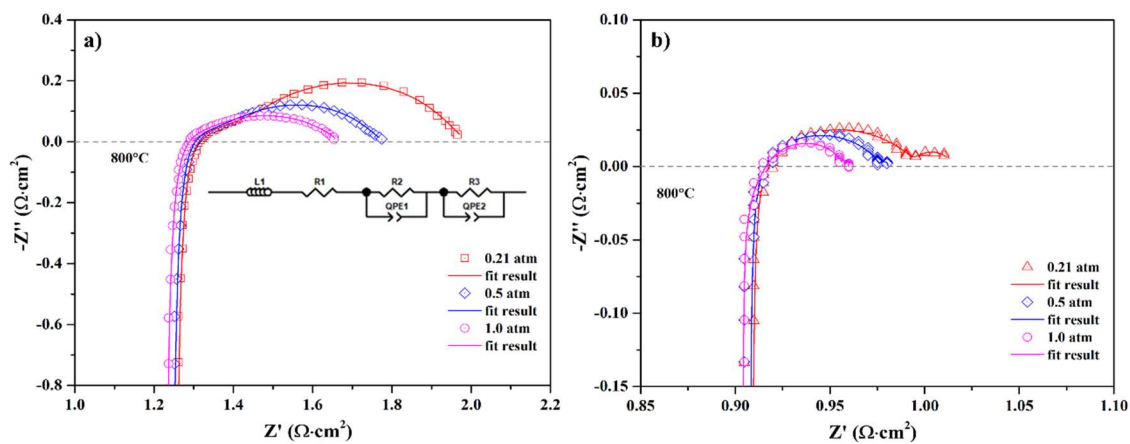 a)
0.4
0.2
0.0
-0.2
-0.4
-0.6
-0.8
-Z'' (Ω·cm²)
800°C
L1
R1
R2
R3
QPE1
QPE2
0.21 atm
fit result
0.5 atm
fit result
1.0 atm
fit result
1.0 1.2 1.4 1.6 1.8 2.0 2.2
Z' (Ω·cm²)
b)
0.10
0.05
0.00
-0.05
-0.10
-0.15
-Z'' (Ω·cm²)
800°C
0.21 atm
fit result
0.5 atm
fit result
1.0 atm
fit result
0.85 0.90 0.95 1.00 1.05 1.10
Z' (Ω·cm²)